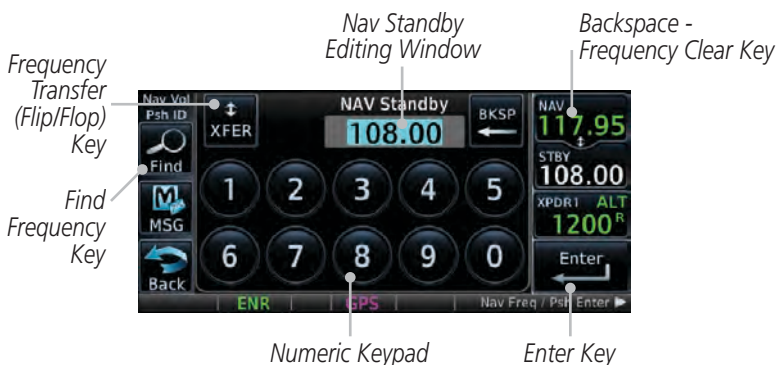 Nav Standby
Editing Window
Backspace -
Frequency Clear Key
Frequency
Transfer
(Flip/Flop)
Key
Find
Frequency
Key
Nav Vol
Psh ID
XFER
NAV Standby
108.00
BKSP
NAV
117.95
STBY
108.00
Find
1 2 3 4 5
MSG
XPDR1 ALT
1200 R
6 7 8 9 0
Enter
Back
ENR GPS Nav Freq / Psh Enter
Numeric Keypad
Enter Key